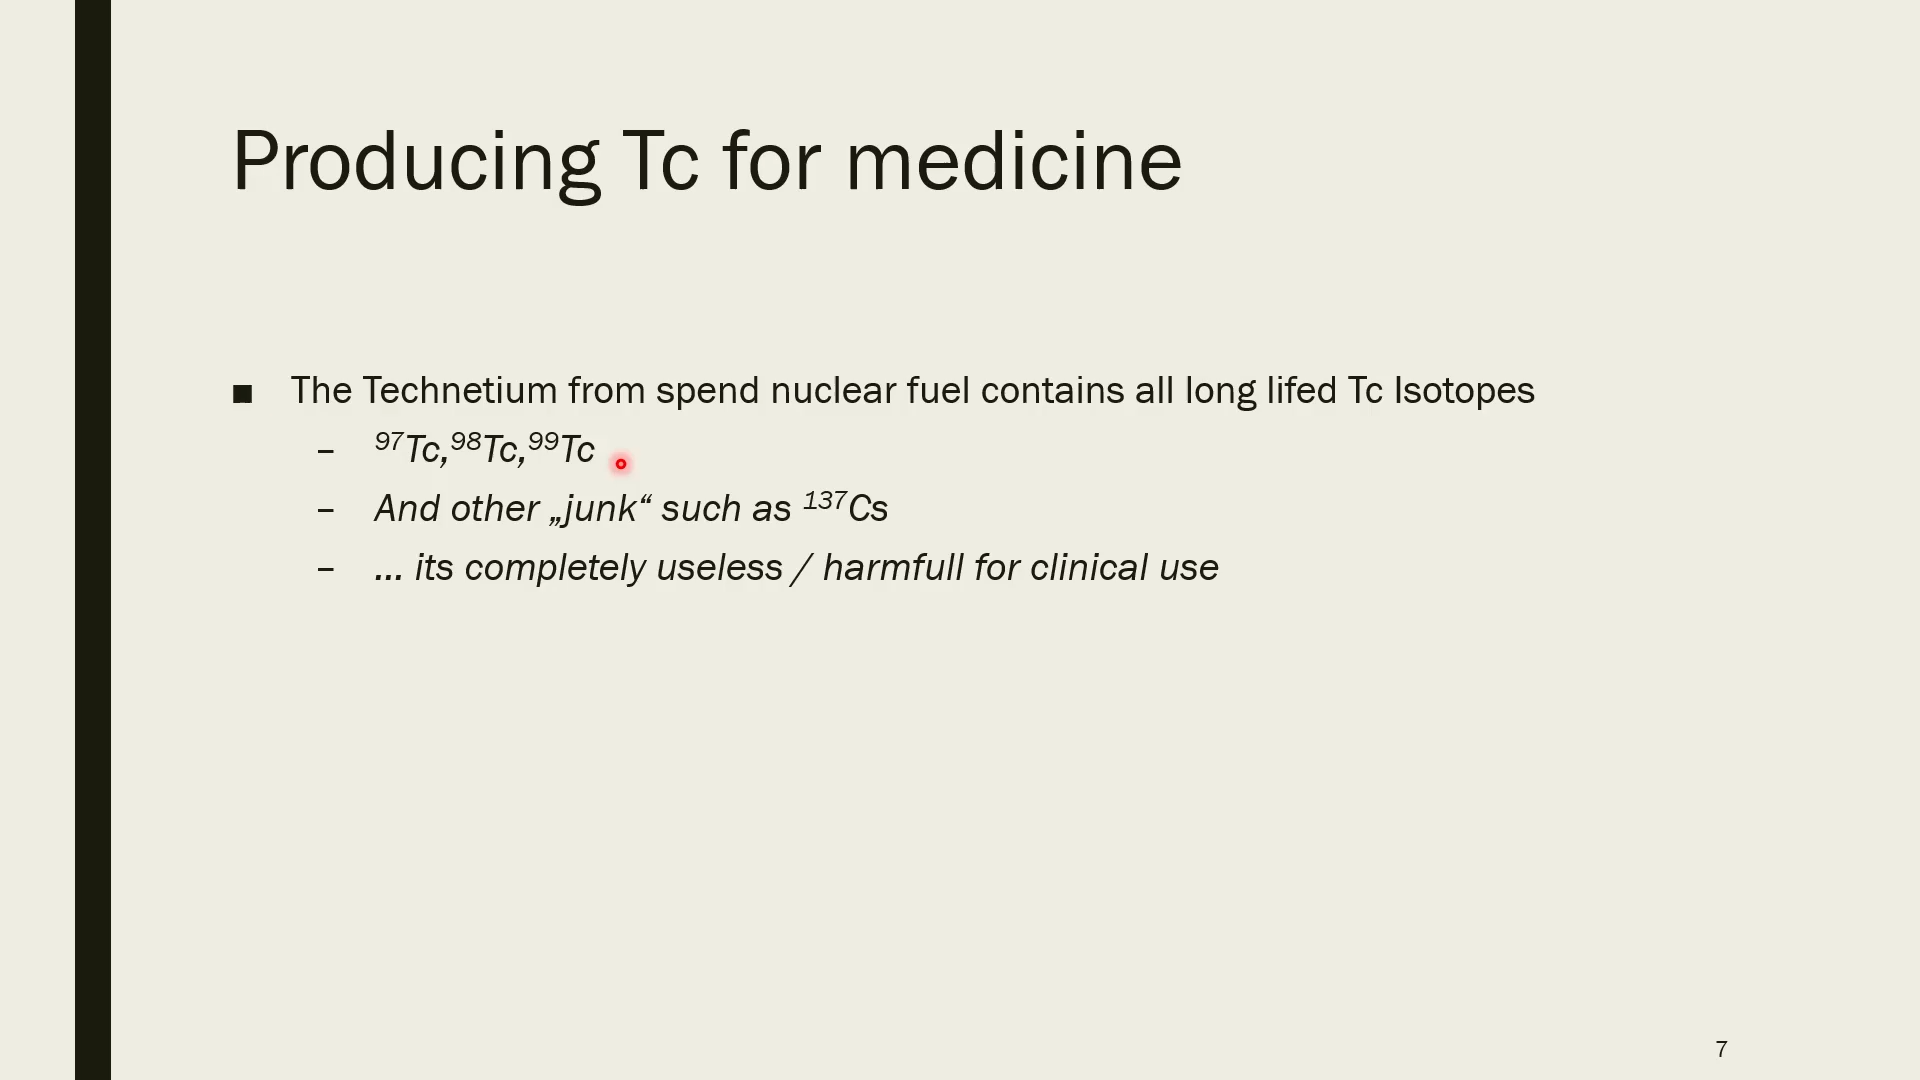 Producing Tc for medicine
■ The Technetium from spend nuclear fuel contains all long lifed Tc Isotopes
– ⁹⁷Tc,⁹⁸Tc,⁹⁹Tc
– And other „junk“ such as ¹³⁷Cs
– ... its completely useless / harmfull for clinical use
7